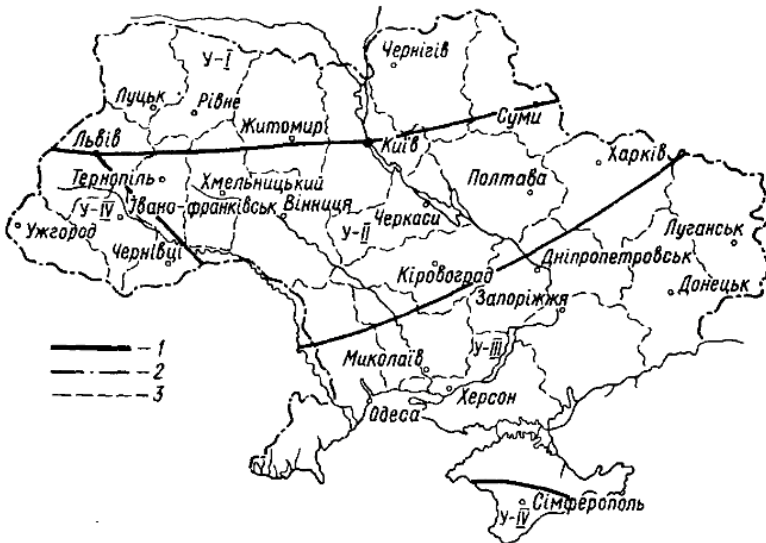 У-I
Чернігів
Луцьк
Рівне
Суми
Житомир
Київ
Львів
Харків
Тернопіль
Хмельницький
Полтава
У-IV
Івано-франківськ
Вінниця
Черкаси
У-II
Ужгород
Луганськ
Чернівці
Дніпропетровськ
Кіровоград
Донецьк
Запоріжжя
У-III
Миколаїв
Херсон
Одеса
– 1
– 2
– 3
Сімферополь
У-IV